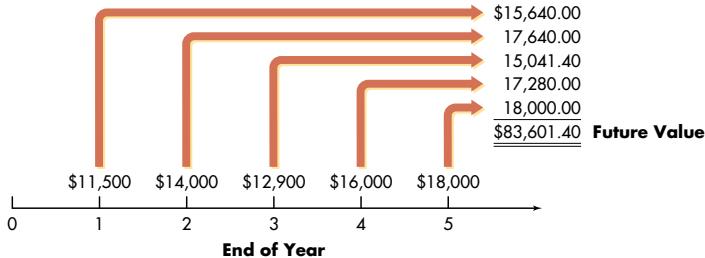 $15,640.00
17,640.00
15,041.40
17,280.00
18,000.00
$83,601.40 Future Value
$11,500 $14,000 $12,900 $16,000 $18,000
0 1 2 3 4 5
End of Year